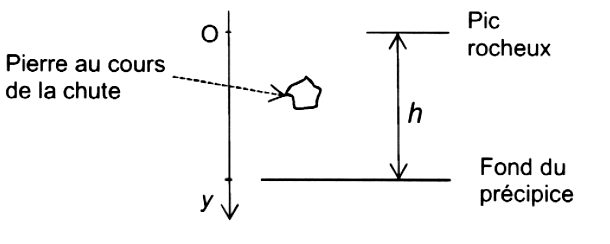 Pic
rocheux
O
Pierre au cours
de la chute
h
Fond du
précipice
y